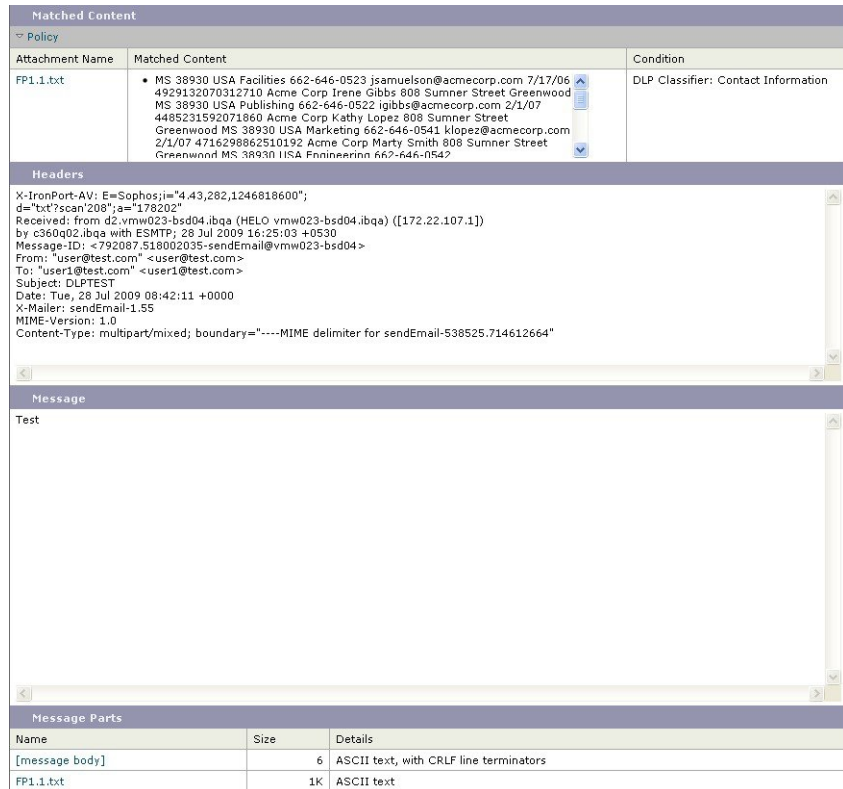 Matched Content
Policy
Attachment Name Matched Content Condition
FP1.1.txt • MS 38930 USA Facilities 662-646-0523 jsamuelson@acmecorp.com 7/17/06 DLP Classifier: Contact Information
4929132070312710 Acme Corp Irene Gibbs 808 Sumner Street Greenwood
MS 38930 USA Publishing 662-646-0522 igibbs@acmecorp.com 2/1/07
4485231592071860 Acme Corp Kathy Lopez 808 Sumner Street
Greenwood MS 38930 USA Marketing 662-646-0541 klopez@acmecorp.com
2/1/07 4716298862510192 Acme Corp Marty Smith 808 Sumner Street
Greenwood MS 38930 USA Engineering 662-646-0542
Headers
X-IronPort-AV: E=Sophos;i="4.43,282,1246818600";
d="txt'?scan'208";a="178202"
Received: from d2.vmw023-bsd04.ibqa (HELO vmw023-bsd04.ibqa) ([172.22.107.1])
by c360q02.ibqa with ESMTP; 28 Jul 2009 16:25:03 +0530
Message-ID: <792087.518002035-sendEmail@vmw023-bsd04>
From: "user@test.com" <user@test.com>
To: "user1@test.com" <user1@test.com>
Subject: DLPTEST
Date: Tue, 28 Jul 2009 08:42:11 +0000
X-Mailer: sendEmail-1.55
MIME-Version: 1.0
Content-Type: multipart/mixed; boundary="----MIME delimiter for sendEmail-538525.714612664"
Message
Test
Message Parts
Name Size Details
[message body] 6 ASCII text, with CRLF line terminators
FP1.1.txt 1K ASCII text